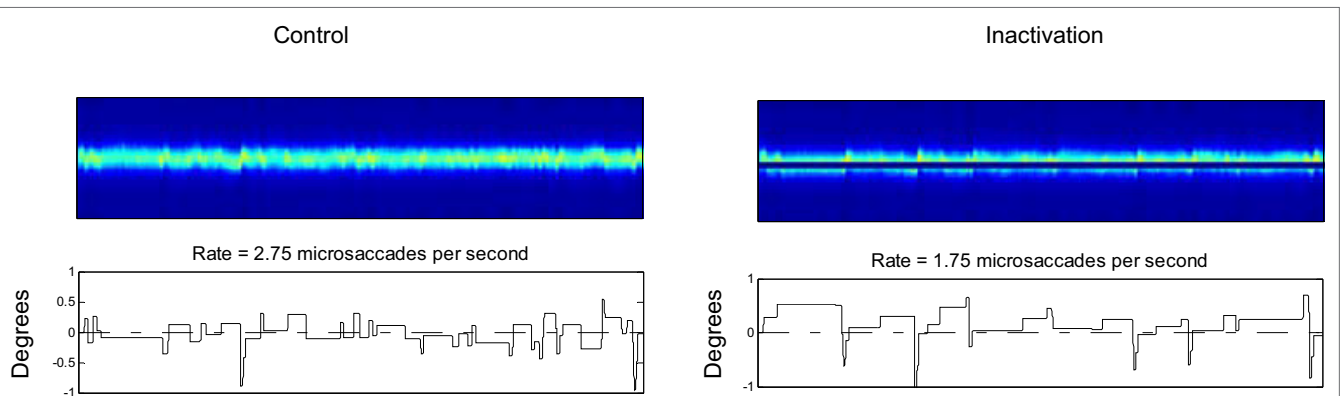 Control
Inactivation
Rate = 2.75 microsaccades per second
Rate = 1.75 microsaccades per second
Degrees
1
0.5
0
-0.5
-1
Degrees
1
0
-1